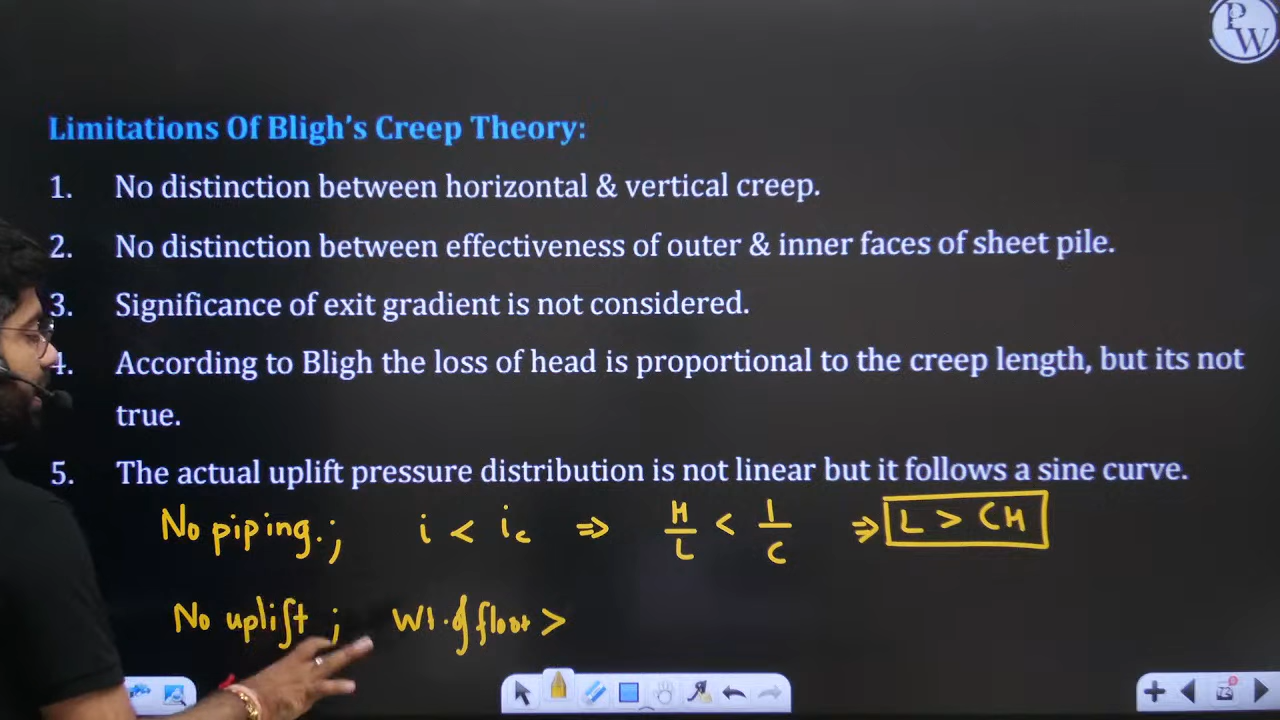 PW
Limitations Of Bligh's Creep Theory:
1. No distinction between horizontal & vertical creep.
2. No distinction between effectiveness of outer & inner faces of sheet pile.
3. Significance of exit gradient is not considered.
4. According to Bligh the loss of head is proportional to the creep length, but its not
true.
5. The actual uplift pressure distribution is not linear but it follows a sine curve.
No piping.; i < ic ⇒ H/L < 1/C ⇒ L > CH
No uplift ; Wt. of floor >